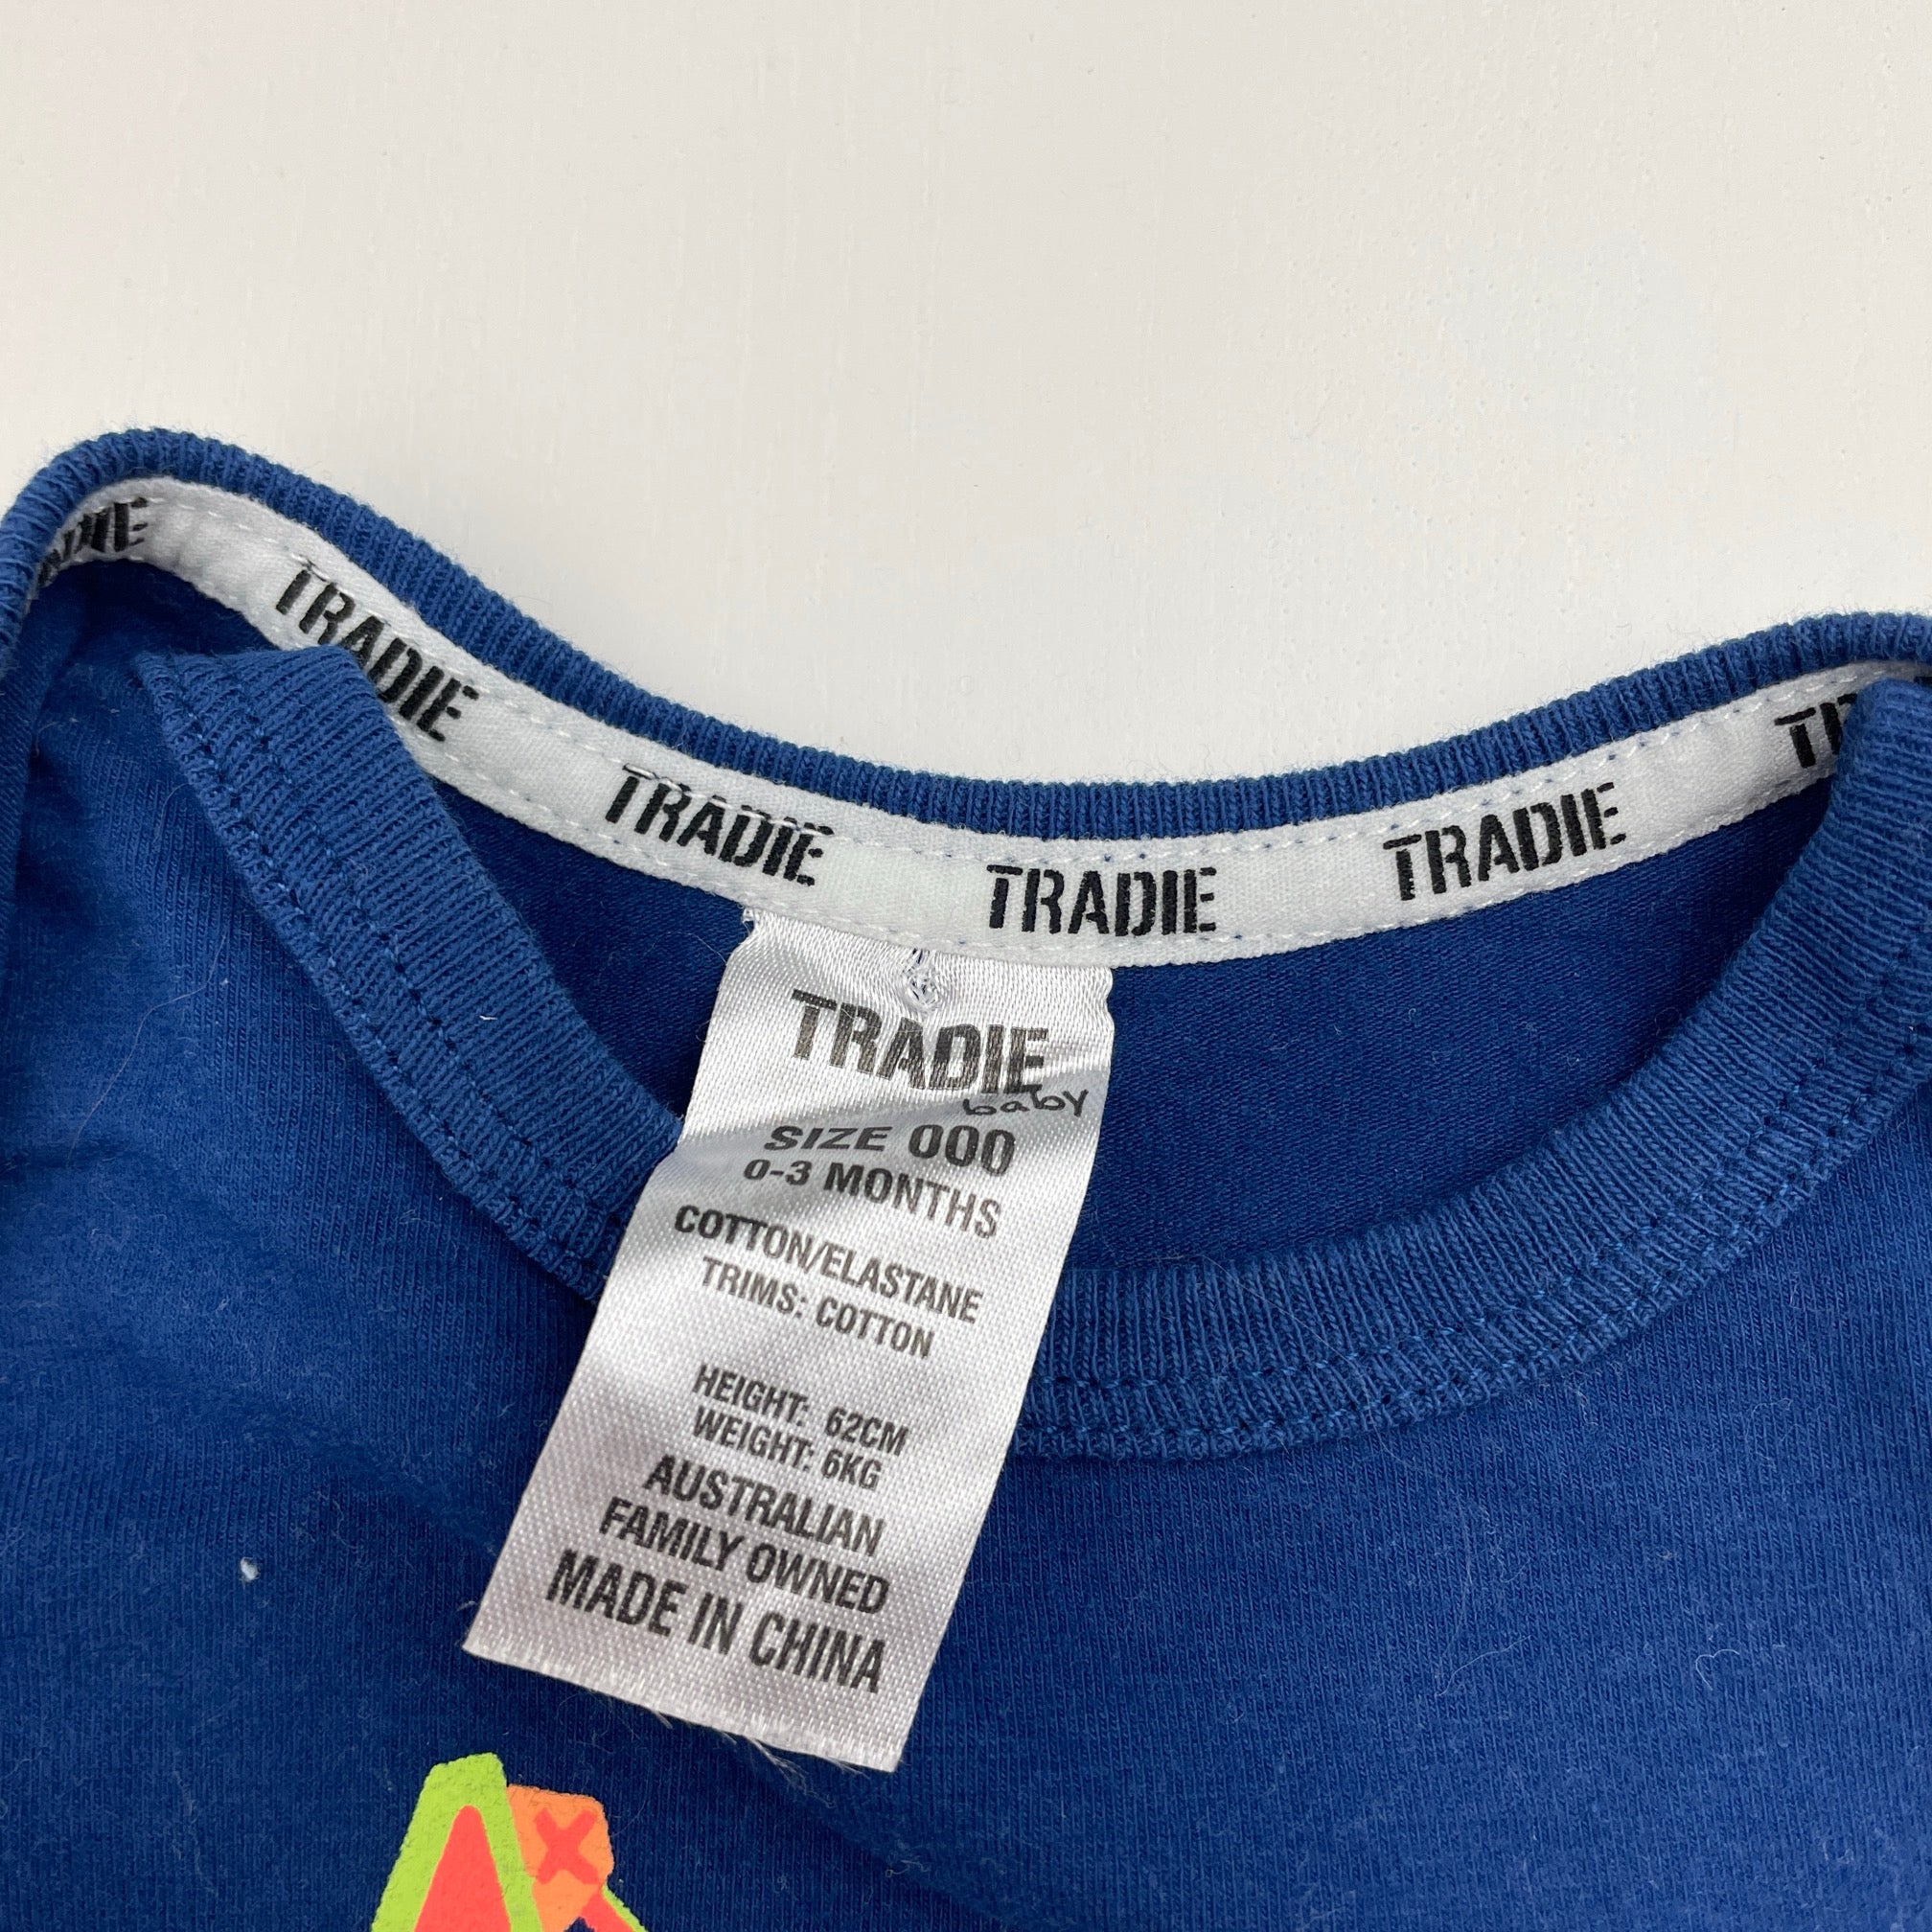 TRADIE
TRADIE
TRADIE
TRADIE
TRADIE
baby
SIZE 000
0-3 MONTHS
COTTON/ELASTANE
TRIMS: COTTON
HEIGHT: 62CM
WEIGHT: 6KG
AUSTRALIAN
FAMILY OWNED
MADE IN CHINA